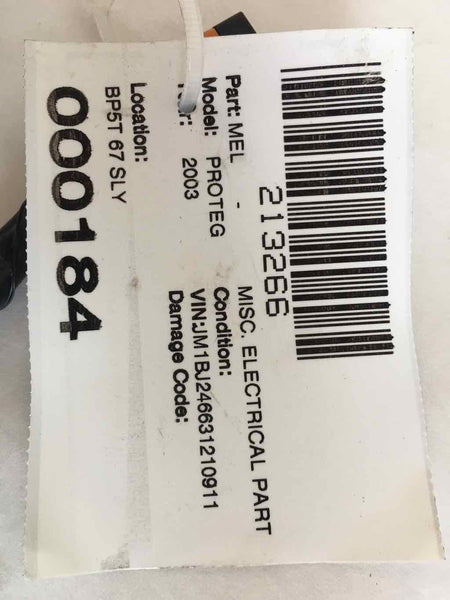 213266
Part: MEL - MISC. ELECTRICAL PART
Model: PROTEG Condition:
2003 VIN:JM1BJ246631210911
Damage Code:
Location:
BP5T 67 SLY
000184